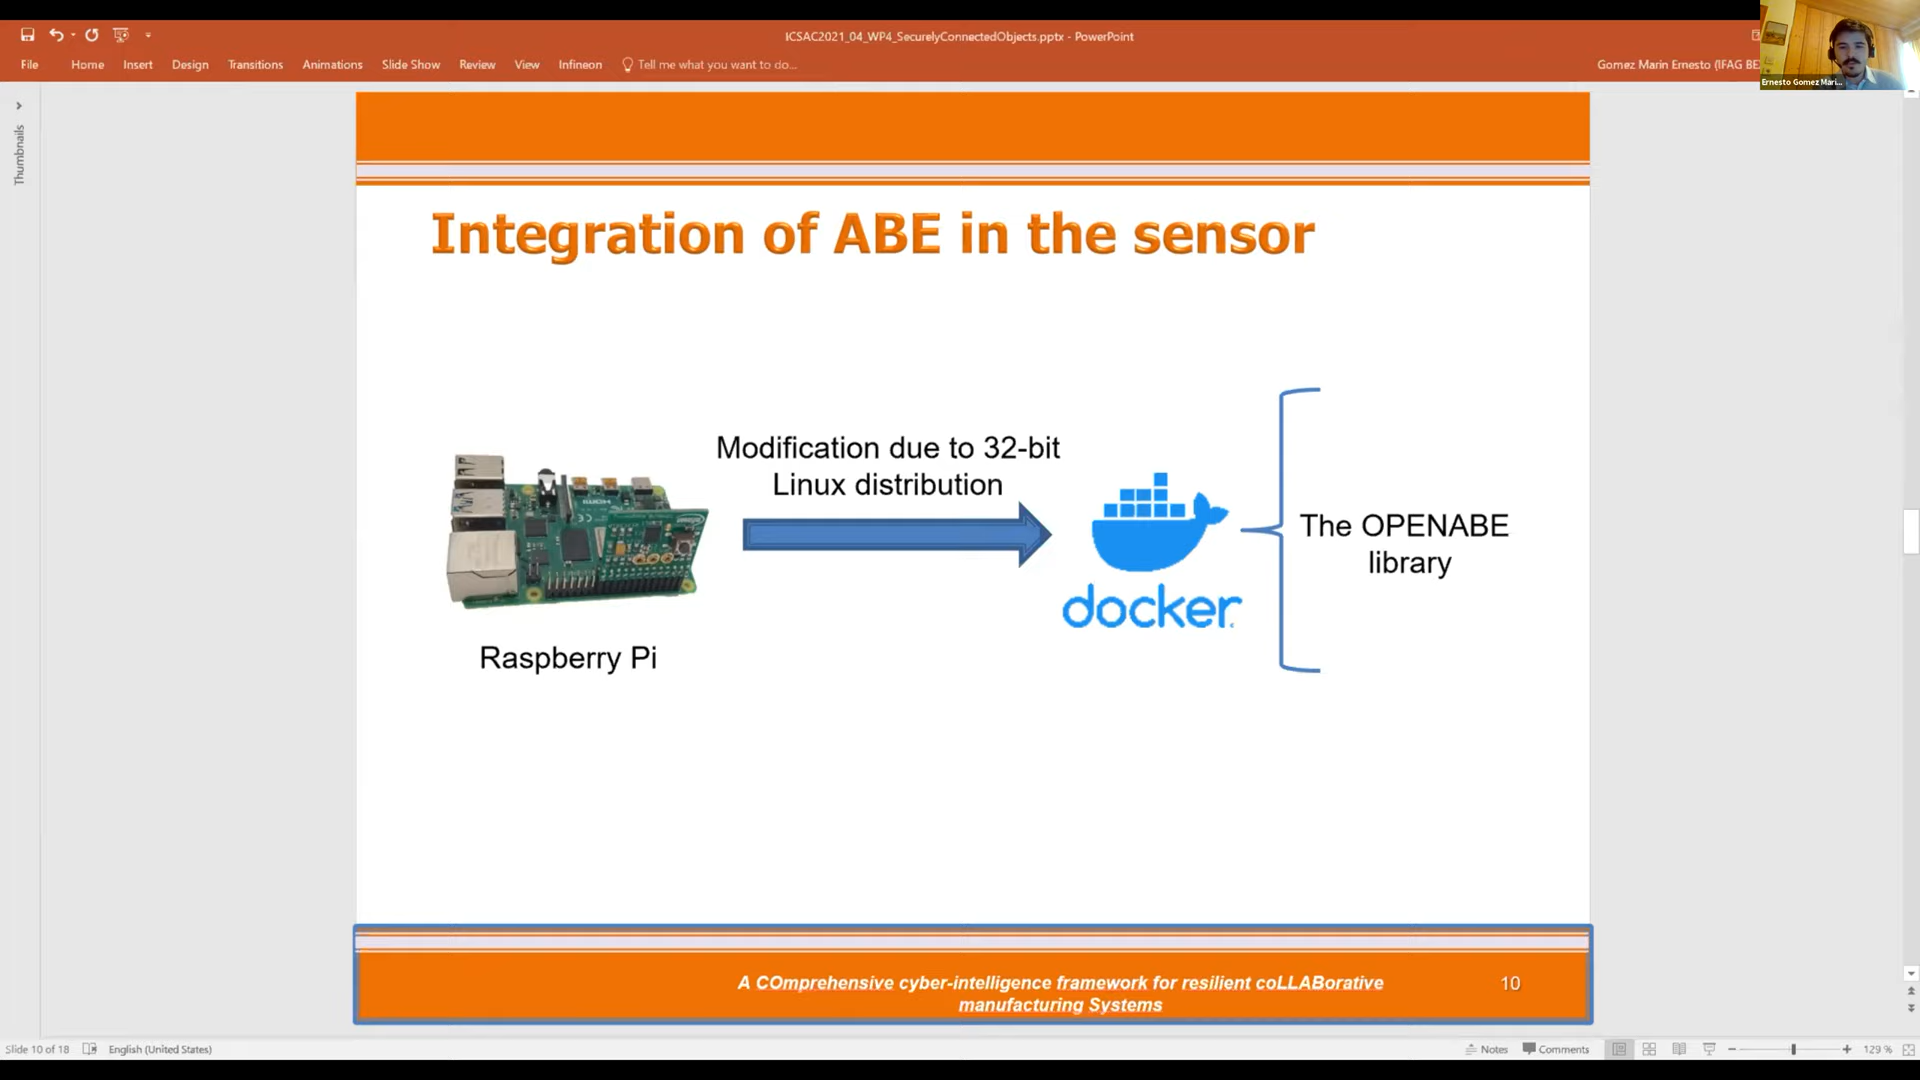 ICSAC2021_04_WP4_SecurelyConnectedObjects.pptx - PowerPoint
File Home Insert Design Transitions Animations Slide Show Review View Infineon Tell me what you want to do...
Gomez Marin Ernesto (IFAG BE
Ernesto Gomez Mari...
Thumbnails
Integration of ABE in the sensor
Modification due to 32-bit
Linux distribution
docker
The OPENABE
library
Raspberry Pi
A COmprehensive cyber-intelligence framework for resilient coLLABorative
manufacturing Systems
10
Slide 10 of 18 English (United States) Notes Comments 129 %